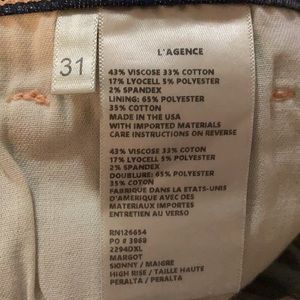 31
L'AGENCE
43% VISCOSE 33% COTTON
17% LYOCELL 5% POLYESTER
2% SPANDEX
LINING: 65% POLYESTER
35% COTTON
MADE IN THE USA
WITH IMPORTED MATERIALS
CARE INSTRUCTIONS ON REVERSE
43% VISCOSE 33% COTON
17% LYOCELL 5% POLYESTER
2% SPANDEX
DOUBLURE: 65% POLYESTER
35% COTON
FABRIQUE DANS LA ETATS-UNIS
D'AMERIQUE AVEC DES
MATERIAUX IMPORTES
ENTRETIEN AU VERSO
RN126654
PO # 3969
2294DXL
MARGOT
SKINNY / MAIGRE
HIGH RISE / TAILLE HAUTE
PERALTA / PERALTA